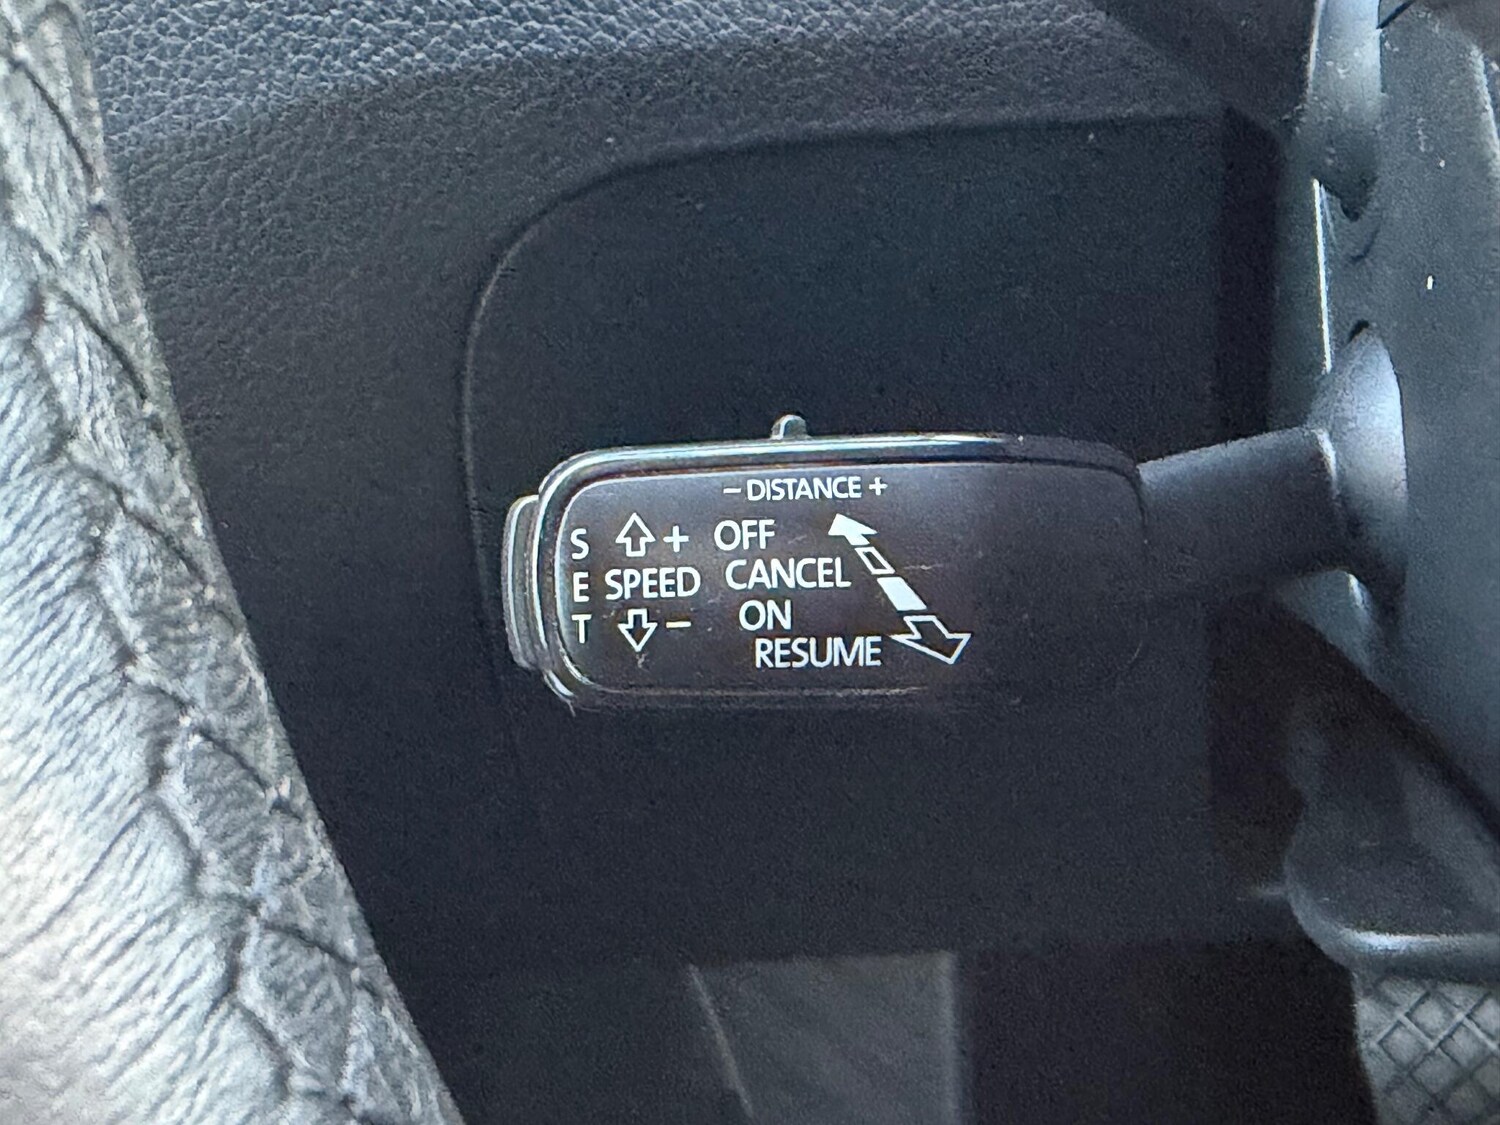 – DISTANCE +
S E T
+
SPEED
–
OFF
CANCEL
ON
RESUME